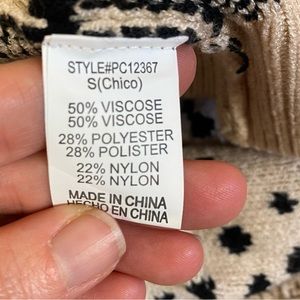 STYLE#PC12367
S(Chico)
50% VISCOSE
50% VISCOSE
28% POLYESTER
28% POLISTER
22% NYLON
22% NYLON
MADE IN CHINA
HECHO EN CHINA